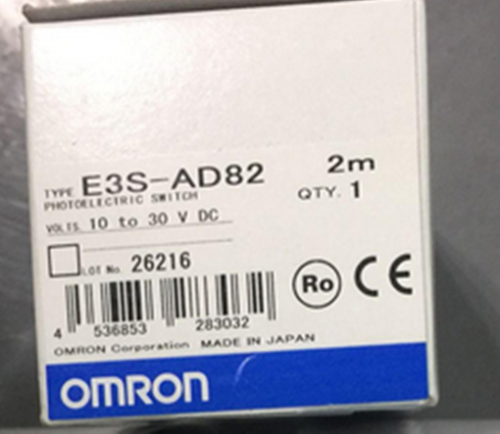 TYPE E3S-AD82 2m
PHOTOELECTRIC SWITCH QTY. 1
VOLTS. 10 to 30 V DC
LOT No. 26216
Ro CE
4 536853 283032
OMRON Corporation MADE IN JAPAN
OMRON